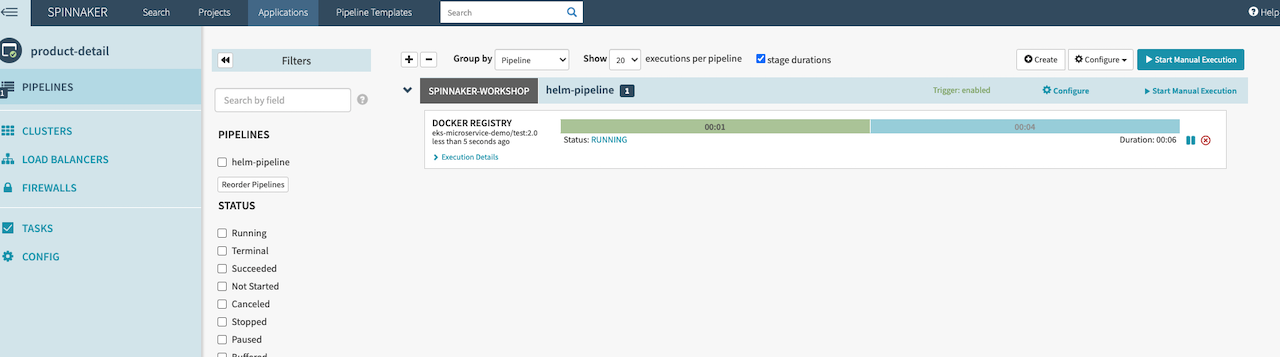 SPINNAKER Search Projects Applications Pipeline Templates Search Help
product-detail
PIPELINES
1
CLUSTERS
LOAD BALANCERS
FIREWALLS
TASKS
CONFIG
Filters
Search by field
PIPELINES
helm-pipeline
Reorder Pipelines
STATUS
Running
Terminal
Succeeded
Not Started
Canceled
Stopped
Paused
Buffered
Group by Pipeline Show 20 executions per pipeline stage durations Create Configure Start Manual Execution
SPINNAKER-WORKSHOP helm-pipeline 1 Trigger: enabled Configure Start Manual Execution
DOCKER REGISTRY
eks-microservice-demo/test:2.0
less than 5 seconds ago
Execution Details
00:01 00:04
Status: RUNNING Duration: 00:06